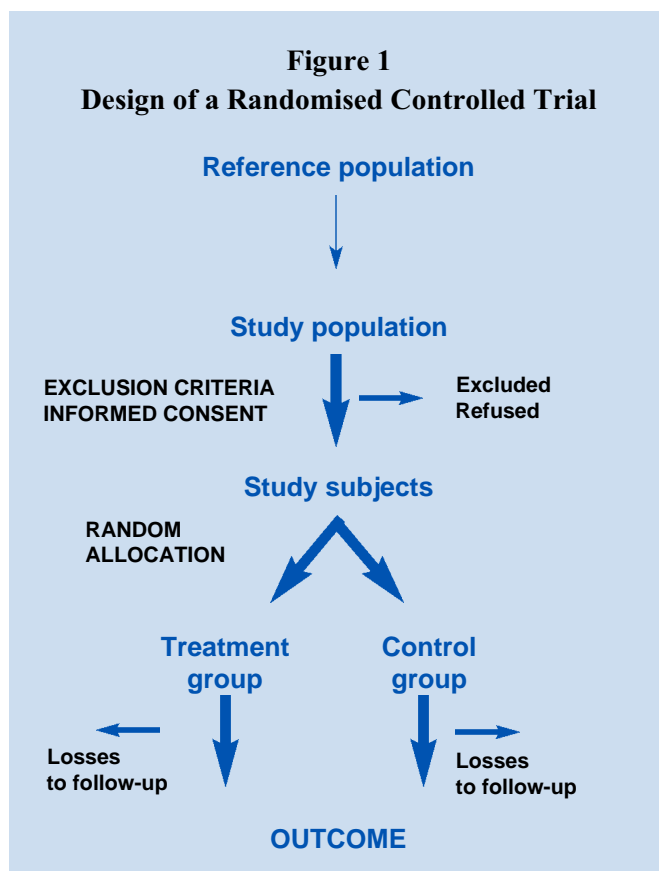 Figure 1
Design of a Randomised Controlled Trial
Reference population
Study population
EXCLUSION CRITERIA
INFORMED CONSENT
Excluded
Refused
Study subjects
RANDOM
ALLOCATION
Treatment
group
Control
group
Losses
to follow-up
Losses
to follow-up
OUTCOME